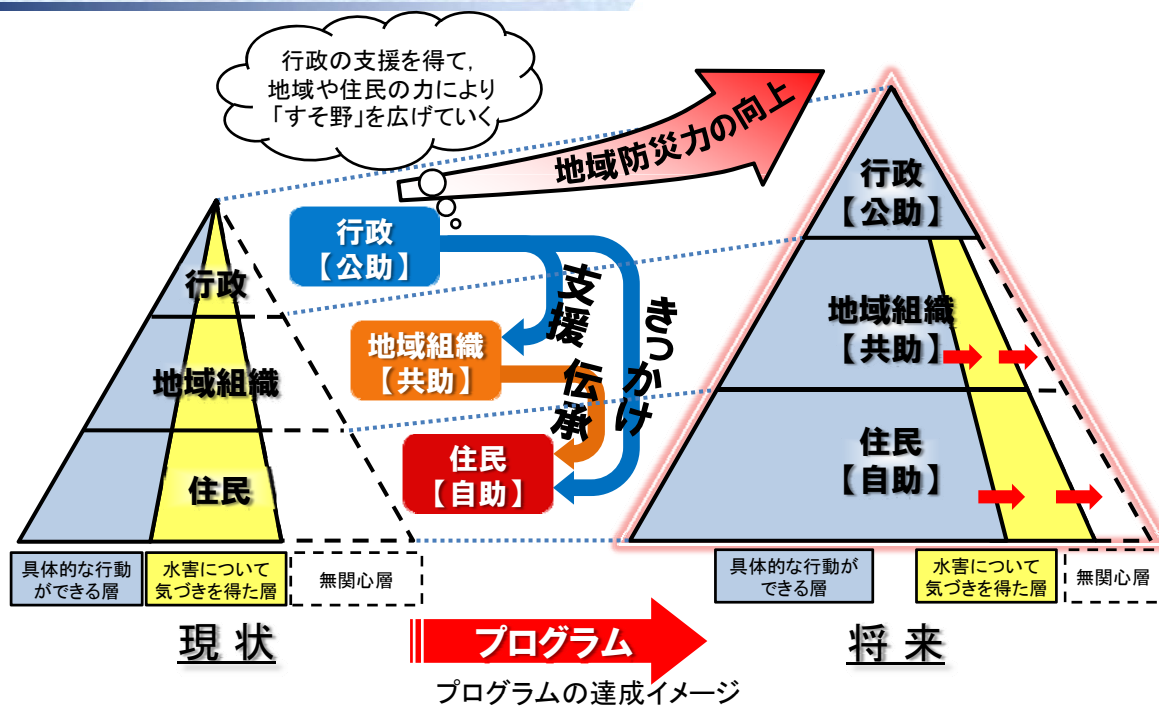 行政の支援を得て,
地域や住民の力により
「すそ野」を広げていく
地域防災力の向上
行政
地域組織
住民
行政
【公助】
地域組織
【共助】
住民
【自助】
支援
伝承
きっかけ
行政
【公助】
地域組織
【共助】
住民
【自助】
具体的な行動
ができる層
水害について
気づきを得た層
無関心層
具体的な行動が
できる層
水害について
気づきを得た層
無関心層
現 状
プログラム
将 来
プログラムの達成イメージ